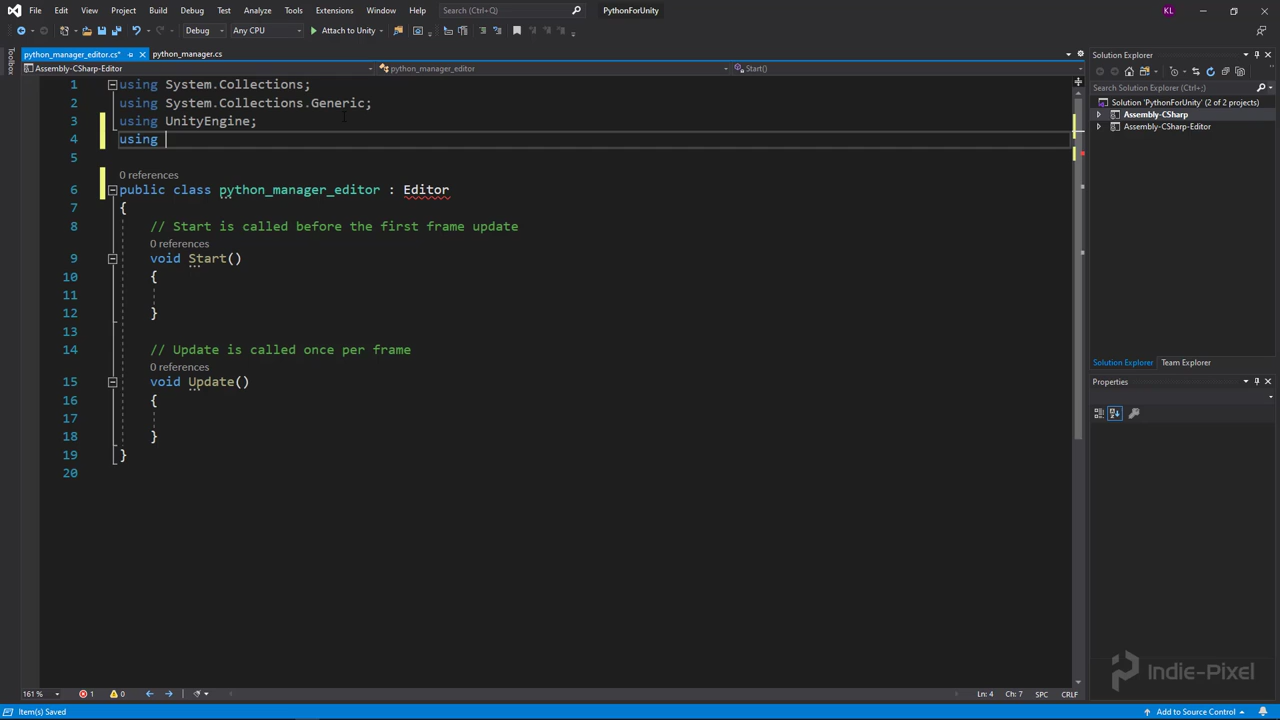 File Edit View Project Build Debug Test Analyze Tools Extensions Window Help Search (Ctrl+Q) PythonForUnity KL
Debug Any CPU Attach to Unity
python_manager_editor.cs* python_manager.cs
Assembly-CSharp-Editor python_manager_editor Start()
Toolbox
1 using System.Collections;
2 using System.Collections.Generic;
3 using UnityEngine;
4 using
5
0 references
6 public class python_manager_editor : Editor
7 {
8 // Start is called before the first frame update
0 references
9 void Start()
10 {
11
12 }
13
14 // Update is called once per frame
0 references
15 void Update()
16 {
17
18 }
19 }
20
Solution Explorer
Search Solution Explorer (Ctrl+;)
Solution 'PythonForUnity' (2 of 2 projects)
Assembly-CSharp
Assembly-CSharp-Editor
Solution Explorer Team Explorer
Properties
Indie-Pixel
161 % 1 0 Ln: 4 Ch: 7 SPC CRLF
Item(s) Saved Add to Source Control